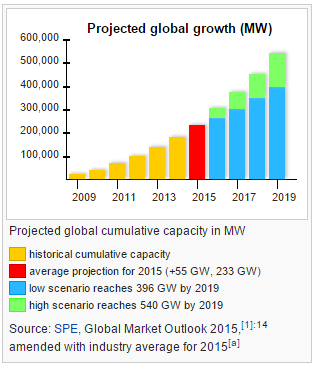 Projected global growth (MW)
600,000
500,000
400,000
300,000
200,000
100,000
2009 2011 2013 2015 2017 2019
Projected global cumulative capacity in MW
historical cumulative capacity
average projection for 2015 (+55 GW, 233 GW)
low scenario reaches 396 GW by 2019
high scenario reaches 540 GW by 2019
Source: SPE, Global Market Outlook 2015,[1]:14
amended with industry average for 2015[a]